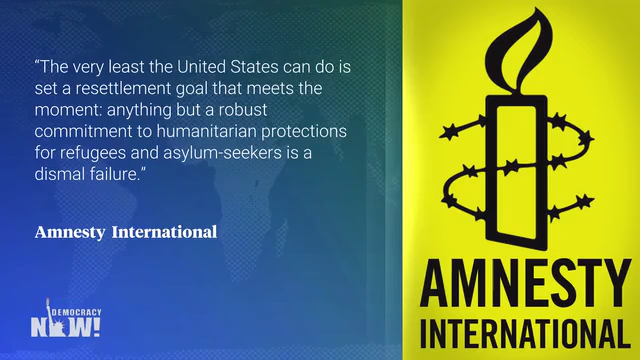 “The very least the United States can do is
set a resettlement goal that meets the
moment: anything but a robust
commitment to humanitarian protections
for refugees and asylum-seekers is a
dismal failure.”
Amnesty International
DEMOCRACY
NOW!
AMNESTY
INTERNATIONAL